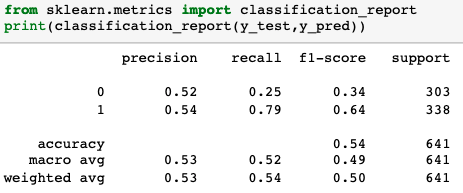 from sklearn.metrics import classification_report
print(classification_report(y_test,y_pred))
precision recall f1-score support
0 0.52 0.25 0.34 303
1 0.54 0.79 0.64 338
accuracy 0.54 641
macro avg 0.53 0.52 0.49 641
weighted avg 0.53 0.54 0.50 641